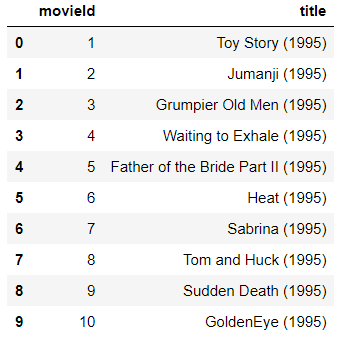 movieId title
0 1 Toy Story (1995)
1 2 Jumanji (1995)
2 3 Grumpier Old Men (1995)
3 4 Waiting to Exhale (1995)
4 5 Father of the Bride Part II (1995)
5 6 Heat (1995)
6 7 Sabrina (1995)
7 8 Tom and Huck (1995)
8 9 Sudden Death (1995)
9 10 GoldenEye (1995)